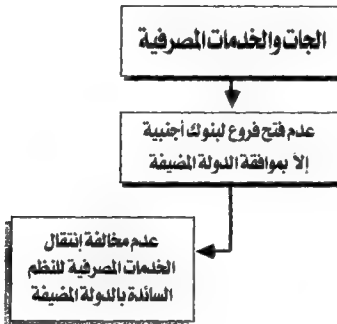 الجات والخدمات المصرفية
عدم فتح فروع لبنوك أجنبية
إلا بموافقة الدولة المضيفة
عدم مخالفة إنتقال
الخدمات المصرفية للنظم
السائدة بالدولة المضيفة